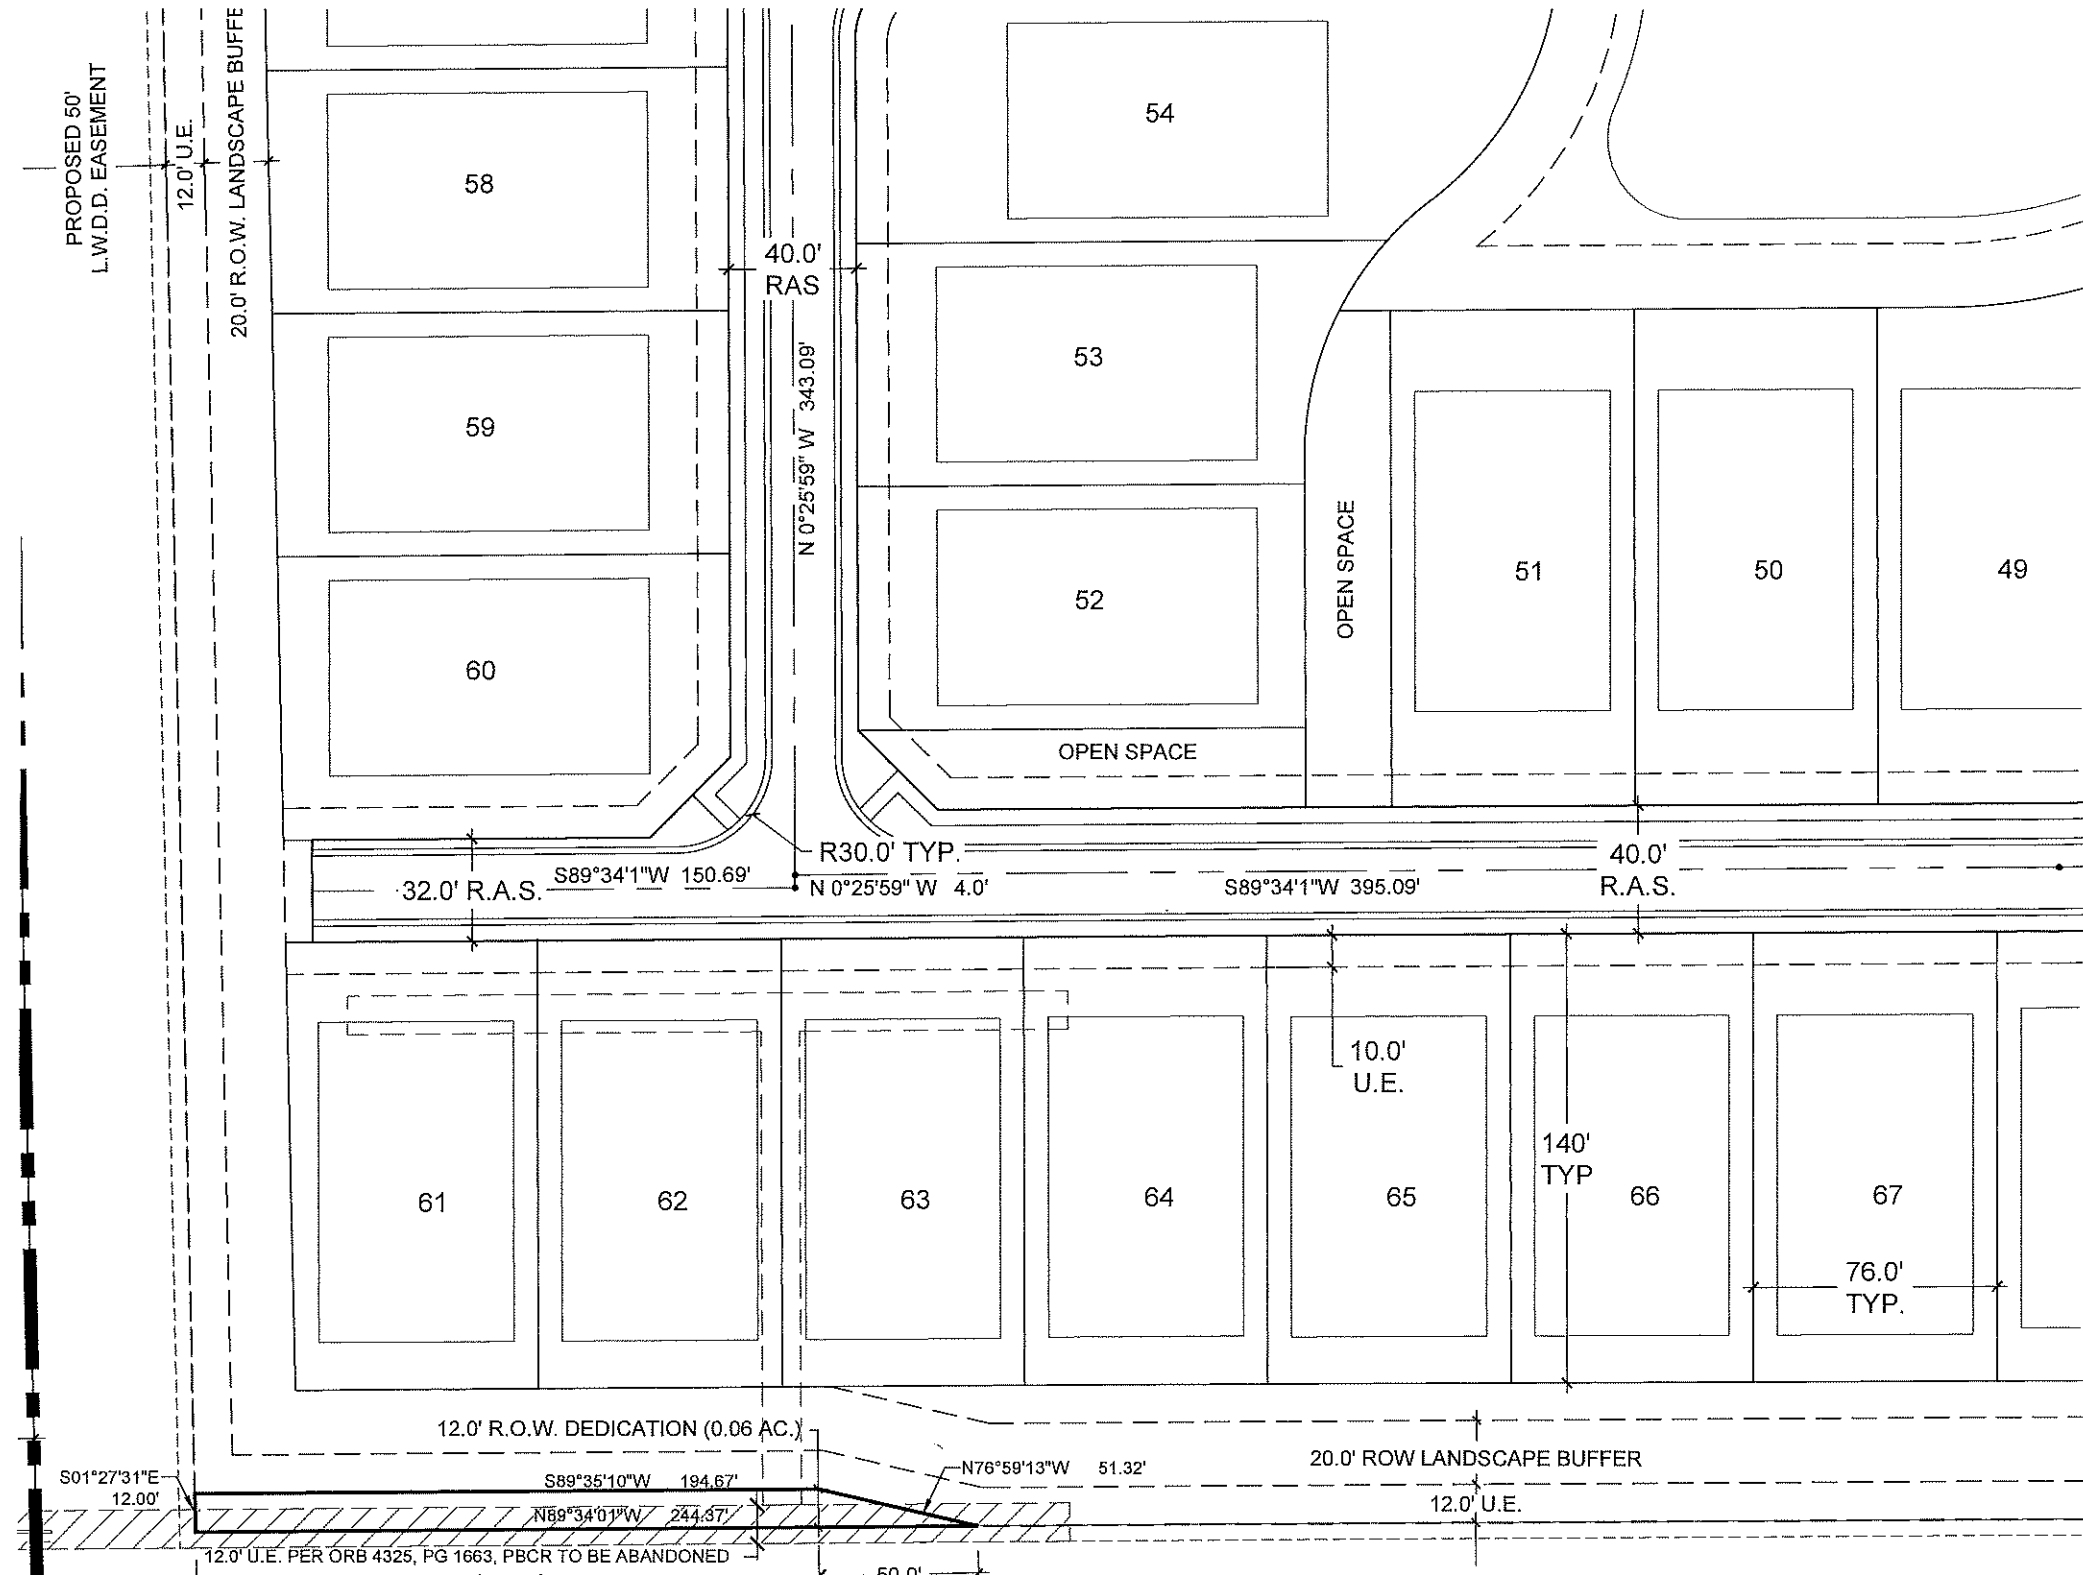 PROPOSED 50'
L.W.D.D. EASEMENT
12.0' U.E.
20.0' R.O.W. LANDSCAPE BUFFE
58
54
40.0'
RAS
N 0°25'59" W 343.09'
53
59
52
OPEN SPACE
51
50
49
60
OPEN SPACE
R30.0' TYP.
40.0'
R.A.S.
32.0' R.A.S.
S89°34'1"W 150.69'
N 0°25'59" W 4.0'
S89°34'1"W 395.09'
10.0'
U.E.
140'
TYP
61
62
63
64
65
66
67
76.0'
TYP.
12.0' R.O.W. DEDICATION (0.06 AC.)
20.0' ROW LANDSCAPE BUFFER
S01°27'31"E
12.00'
S89°35'10"W 194.67'
N76°59'13"W 51.32'
N89°34'01"W 244.37'
12.0' U.E.
12.0' U.E. PER ORB 4325, PG 1663, PBCR TO BE ABANDONED
50.0'